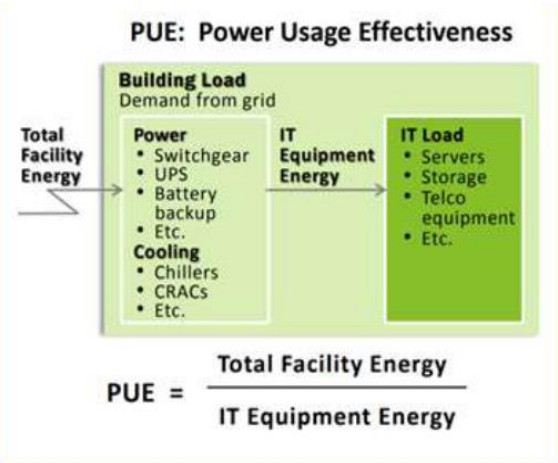 PUE: Power Usage Effectiveness
Building Load
Demand from grid
Total
Facility
Energy
Power
• Switchgear
• UPS
• Battery
backup
• Etc.
Cooling
• Chillers
• CRACs
• Etc.
IT
Equipment
Energy
IT Load
• Servers
• Storage
• Telco
equipment
• Etc.
PUE =
Total Facility Energy
IT Equipment Energy